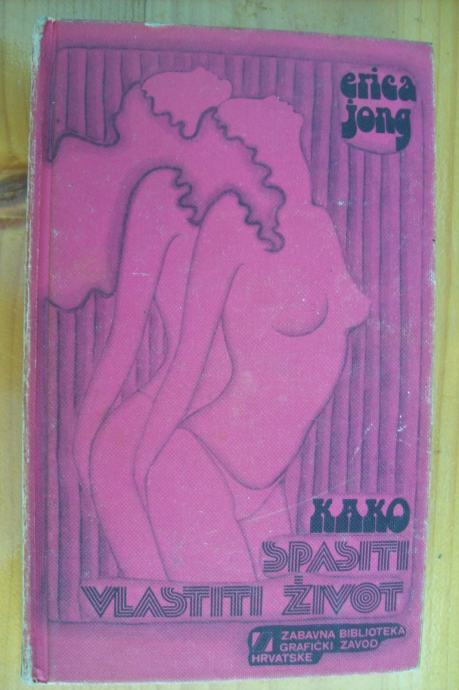 erica
jong
KAKO
SPASITI
VLASTITI ŽIVOT
ZABAVNA BIBLIOTEKA
GRAFIČKI ZAVOD
HRVATSKE